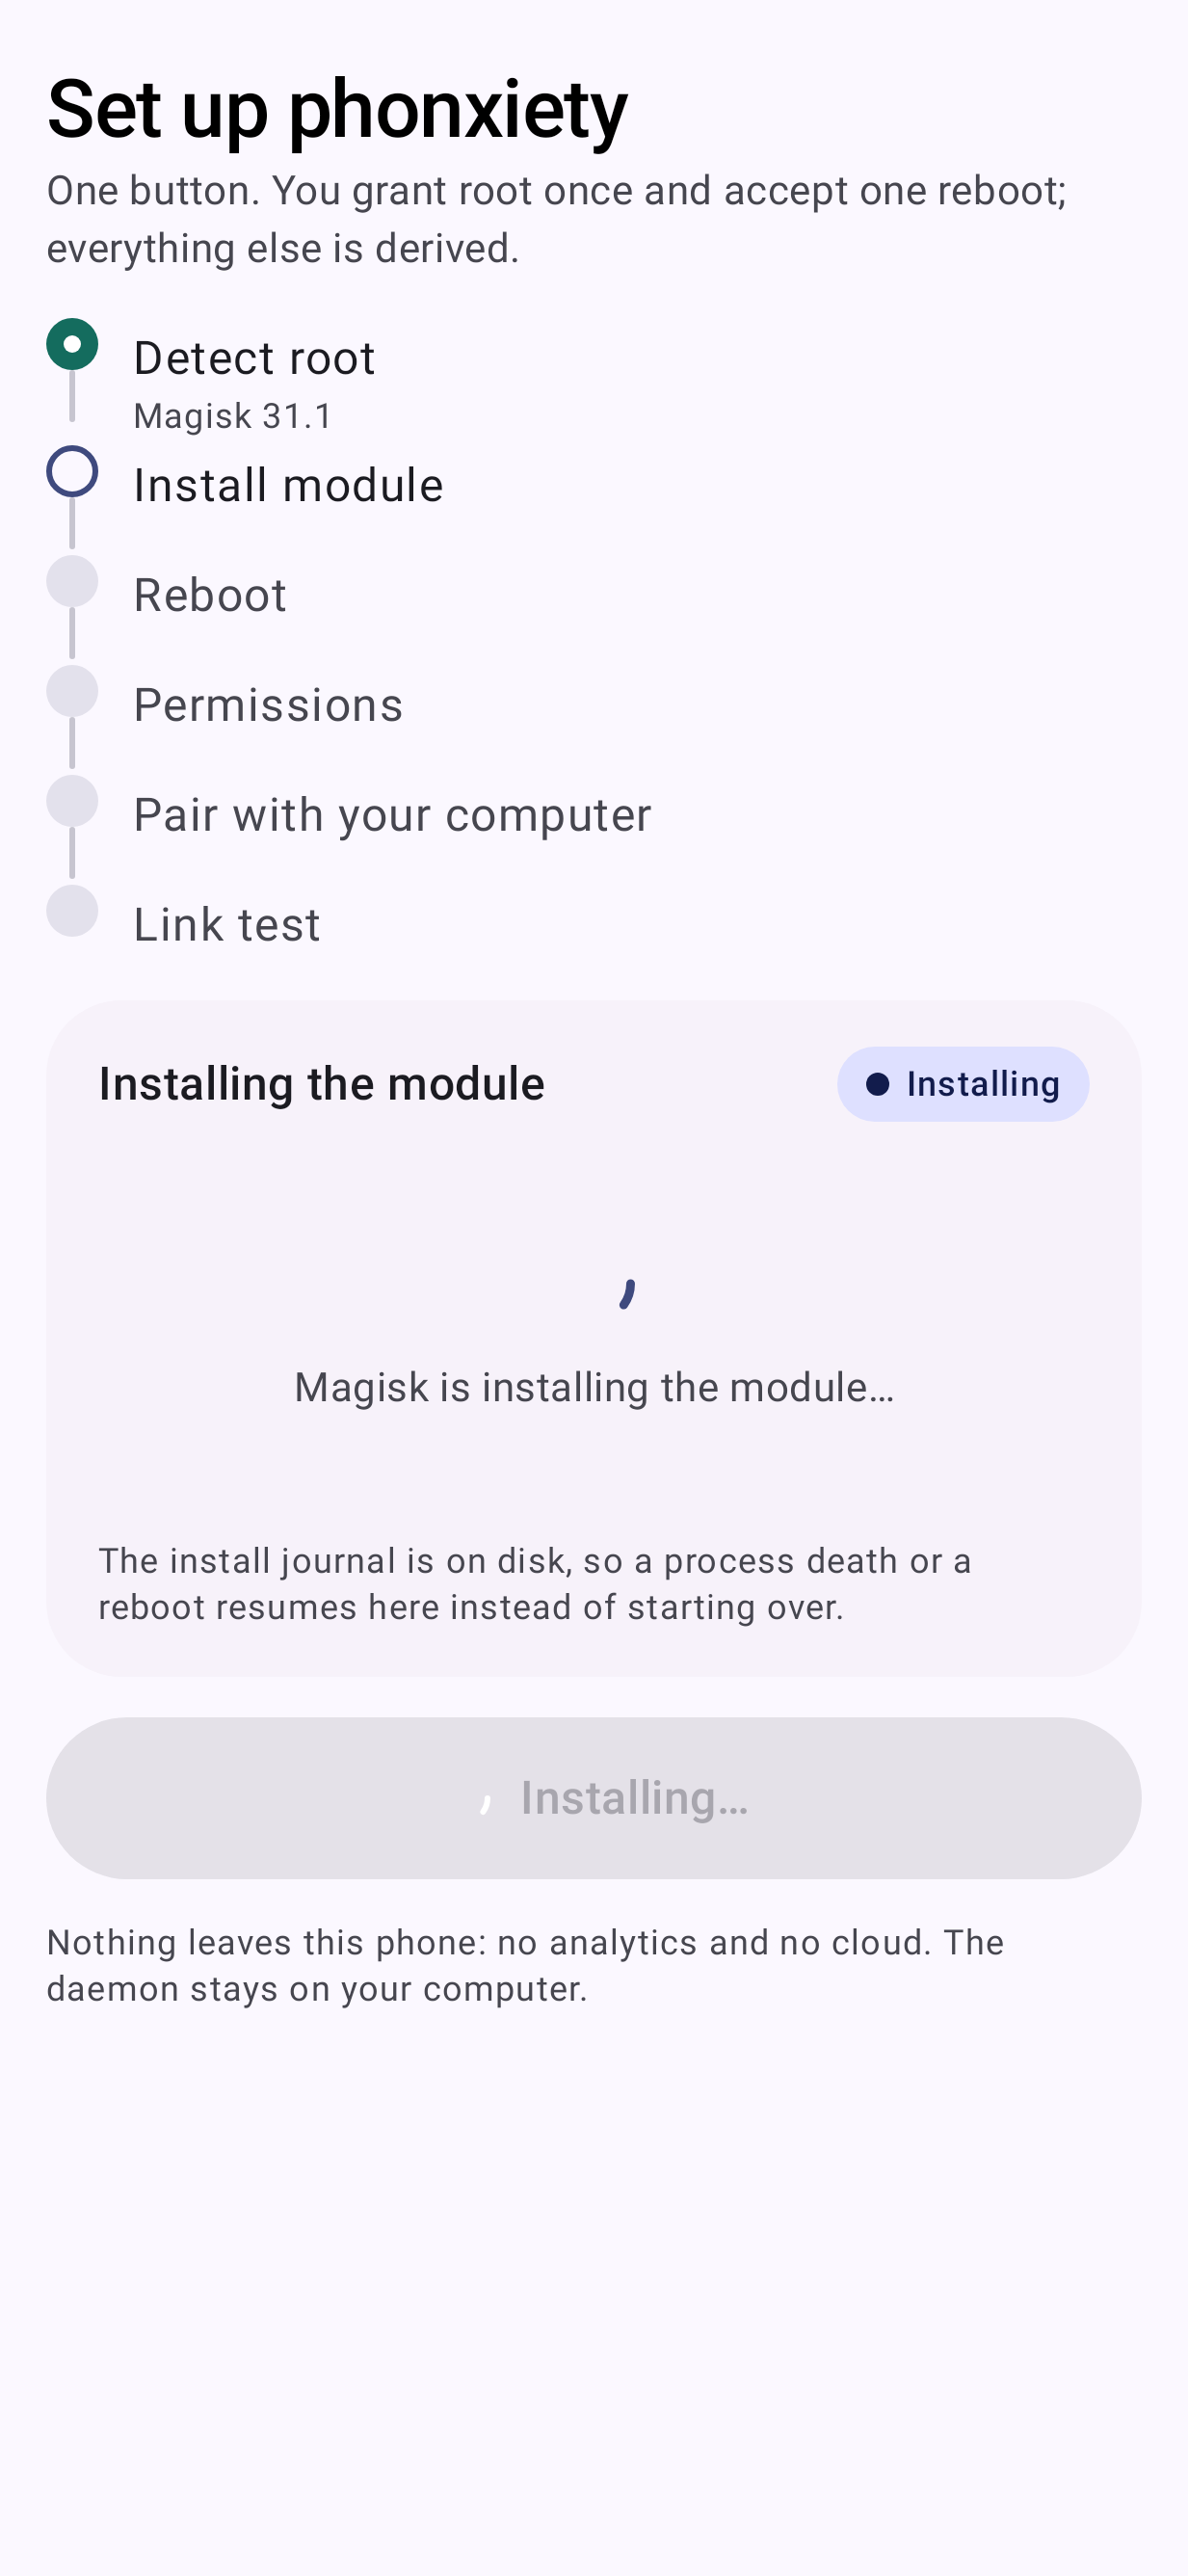 Set up phonxiety
One button. You grant root once and accept one reboot;
everything else is derived.
Detect root
Magisk 31.1
Install module
Reboot
Permissions
Pair with your computer
Link test
Installing the module
Installing
Magisk is installing the module…
The install journal is on disk, so a process death or a
reboot resumes here instead of starting over.
Installing…
Nothing leaves this phone: no analytics and no cloud. The
daemon stays on your computer.